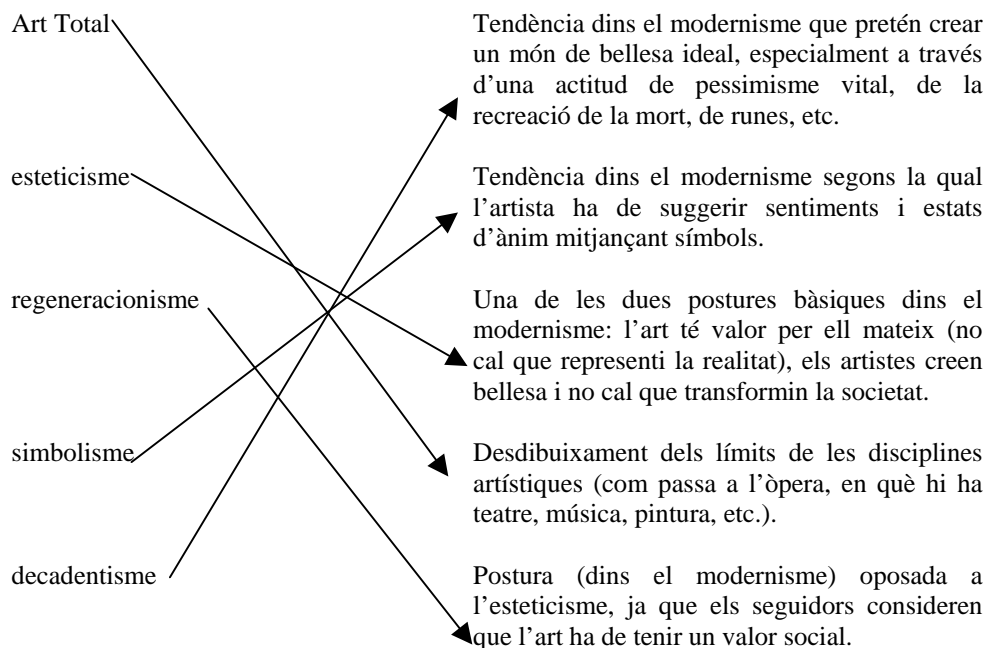 Art Total
Tendència dins el modernisme que pretén crear
un món de bellesa ideal, especialment a través
d’una actitud de pessimisme vital, de la
recreació de la mort, de runes, etc.
esteticisme
Tendència dins el modernisme segons la qual
l’artista ha de suggerir sentiments i estats
d’ànim mitjançant símbols.
regeneracionisme
Una de les dues postures bàsiques dins el
modernisme: l’art té valor per ell mateix (no
cal que representi la realitat), els artistes creen
bellesa i no cal que transformin la societat.
simbolisme
Desdibuixament dels límits de les disciplines
artístiques (com passa a l’òpera, en què hi ha
teatre, música, pintura, etc.).
decadentisme
Postura (dins el modernisme) oposada a
l’esteticisme, ja que els seguidors consideren
que l’art ha de tenir un valor social.